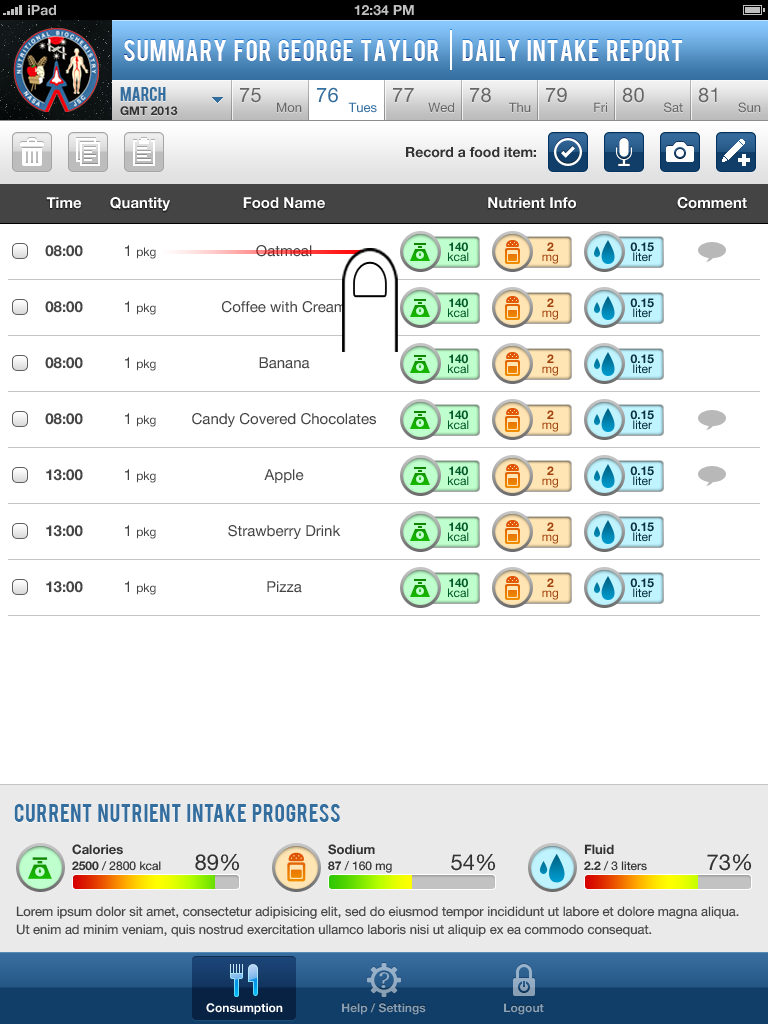 iPad 12:34 PM
NUTRITIONAL BIOCHEMISTRY
NASA JSC
SUMMARY FOR GEORGE TAYLOR | DAILY INTAKE REPORT
MARCH
GMT 2013
75 Mon
76 Tues
77 Wed
78 Thu
79 Fri
80 Sat
81 Sun
Record a food item:
Time Quantity Food Name Nutrient Info Comment
08:00 1 pkg Oatmeal 140 kcal 2 mg 0.15 liter
08:00 1 pkg Coffee with Cream 140 kcal 2 mg 0.15 liter
08:00 1 pkg Banana 140 kcal 2 mg 0.15 liter
08:00 1 pkg Candy Covered Chocolates 140 kcal 2 mg 0.15 liter
13:00 1 pkg Apple 140 kcal 2 mg 0.15 liter
13:00 1 pkg Strawberry Drink 140 kcal 2 mg 0.15 liter
13:00 1 pkg Pizza 140 kcal 2 mg 0.15 liter
CURRENT NUTRIENT INTAKE PROGRESS
Calories
2500 / 2800 kcal 89%
Sodium
87 / 160 mg 54%
Fluid
2.2 / 3 liters 73%
Lorem ipsum dolor sit amet, consectetur adipisicing elit, sed do eiusmod tempor incididunt ut labore et dolore magna aliqua.
Ut enim ad minim veniam, quis nostrud exercitation ullamco laboris nisi ut aliquip ex ea commodo consequat.
Consumption Help / Settings Logout